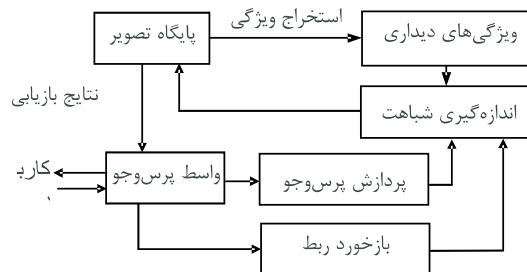 استخراج ویژگی
پایگاه تصویر
ویژگی‌های دیداری
نتایج بازیابی
اندازه‌گیری شباهت
کارب
واسط پرس‌وجو
پردازش پرس‌وجو
بازخورد ربط